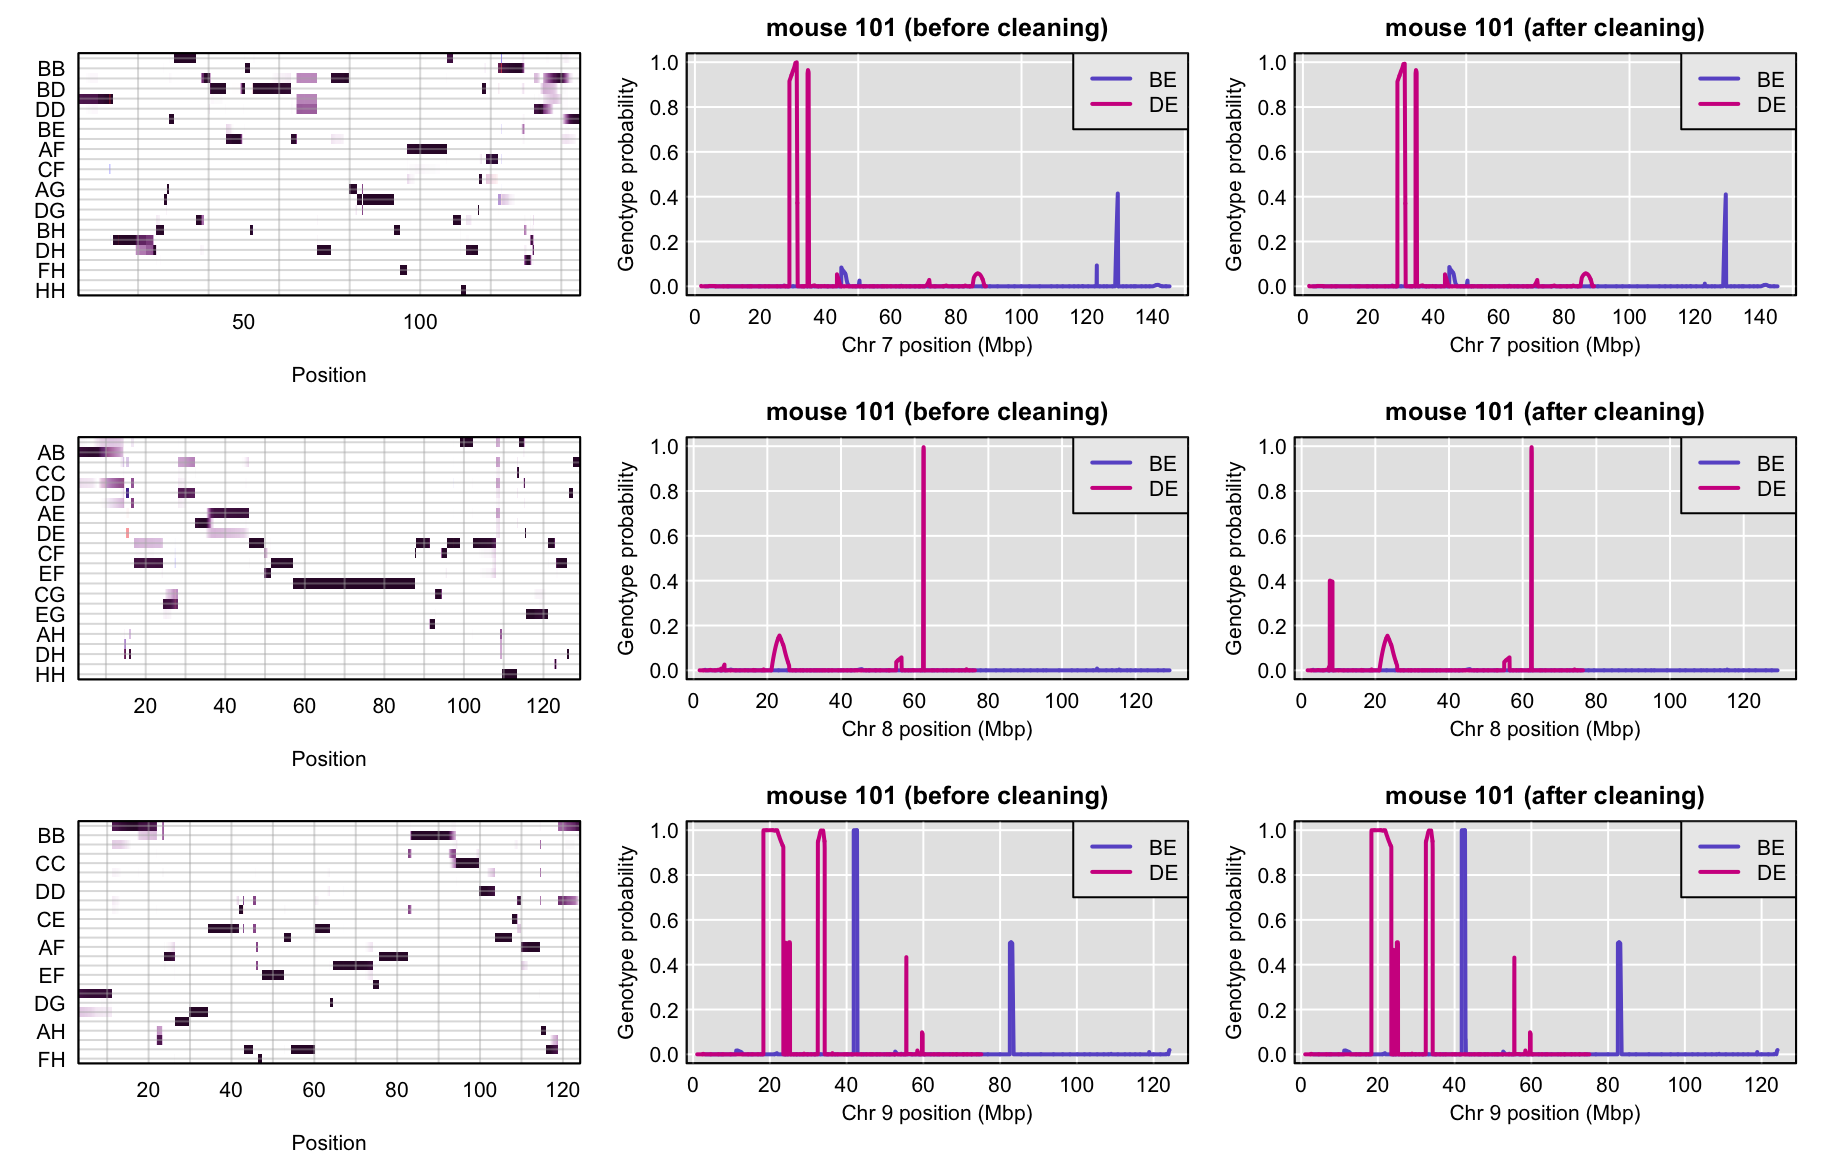 BB
BD
DD
BE
AF
CF
AG
DG
BH
DH
FH
HH
50 100
Position
mouse 101 (before cleaning)
Genotype probability
1.0
0.8
0.6
0.4
0.2
0.0
BE
DE
0 20 40 60 80 100 120 140
Chr 7 position (Mbp)
mouse 101 (after cleaning)
Genotype probability
1.0
0.8
0.6
0.4
0.2
0.0
BE
DE
0 20 40 60 80 100 120 140
Chr 7 position (Mbp)
AB
CC
CD
AE
DE
CF
EF
CG
EG
AH
DH
HH
20 40 60 80 100 120
Position
mouse 101 (before cleaning)
Genotype probability
1.0
0.8
0.6
0.4
0.2
0.0
BE
DE
0 20 40 60 80 100 120
Chr 8 position (Mbp)
mouse 101 (after cleaning)
Genotype probability
1.0
0.8
0.6
0.4
0.2
0.0
BE
DE
0 20 40 60 80 100 120
Chr 8 position (Mbp)
BB
CC
DD
CE
AF
EF
DG
AH
FH
20 40 60 80 100 120
Position
mouse 101 (before cleaning)
Genotype probability
1.0
0.8
0.6
0.4
0.2
0.0
BE
DE
0 20 40 60 80 100 120
Chr 9 position (Mbp)
mouse 101 (after cleaning)
Genotype probability
1.0
0.8
0.6
0.4
0.2
0.0
BE
DE
0 20 40 60 80 100 120
Chr 9 position (Mbp)